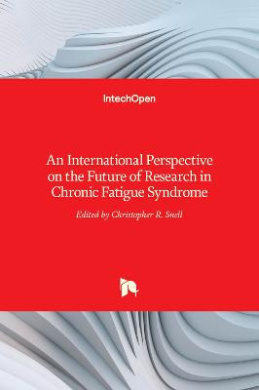 IntechOpen
An International Perspective
on the Future of Research in
Chronic Fatigue Syndrome
Edited by Christopher R. Snell